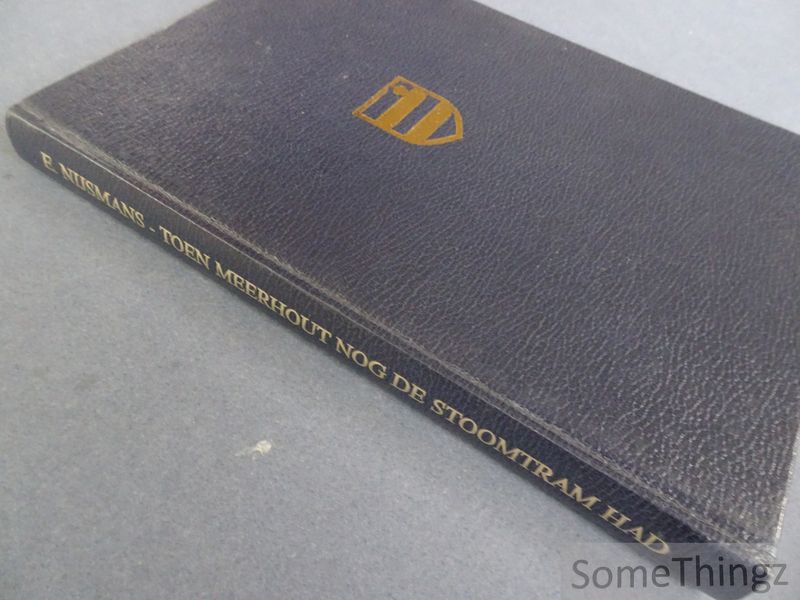 E. NIJSMANS - TOEN MEERHOUT NOG DE STOOMTRAM HAD
SomeThingz